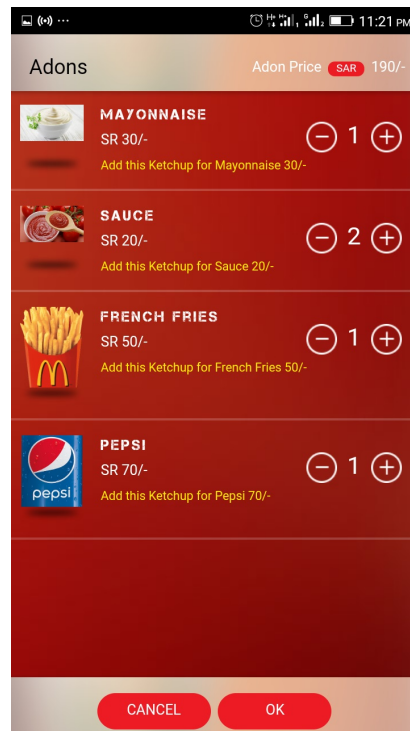 11:21 PM
Adons
Adon Price SAR 190/-
MAYONNAISE
SR 30/-
1
Add this Ketchup for Mayonnaise 30/-
SAUCE
SR 20/-
2
Add this Ketchup for Sauce 20/-
FRENCH FRIES
SR 50/-
1
Add this Ketchup for French Fries 50/-
pepsi
PEPSI
SR 70/-
1
Add this Ketchup for Pepsi 70/-
CANCEL
OK